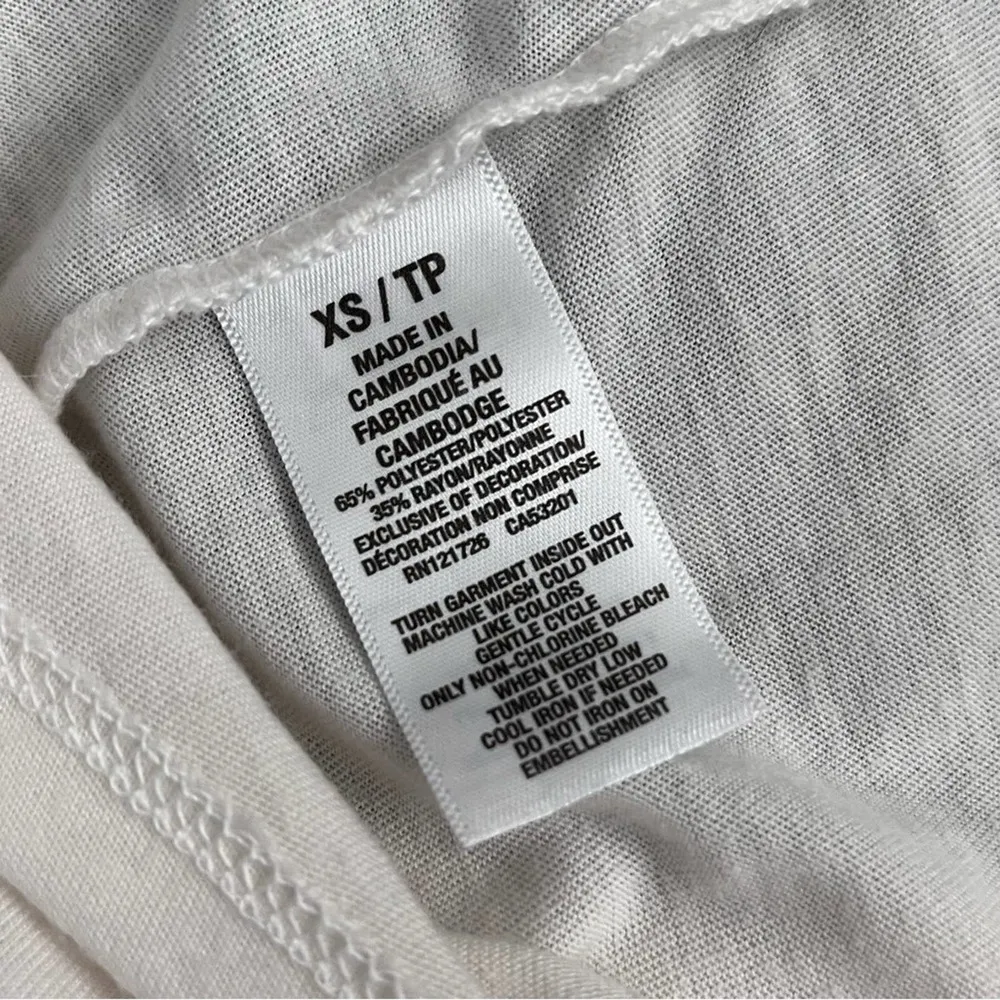 XS / TP
MADE IN
CAMBODIA/
FABRIQUÉ AU
CAMBODGE
65% POLYESTER/POLYESTER
35% RAYON/RAYONNE
EXCLUSIVE OF DECORATION/
DÉCORATION NON COMPRISE
RN121726 CA53201
TURN GARMENT INSIDE OUT
MACHINE WASH COLD WITH
LIKE COLORS
GENTLE CYCLE
ONLY NON-CHLORINE BLEACH
WHEN NEEDED
TUMBLE DRY LOW
COOL IRON IF NEEDED
DO NOT IRON ON
EMBELLISHMENT